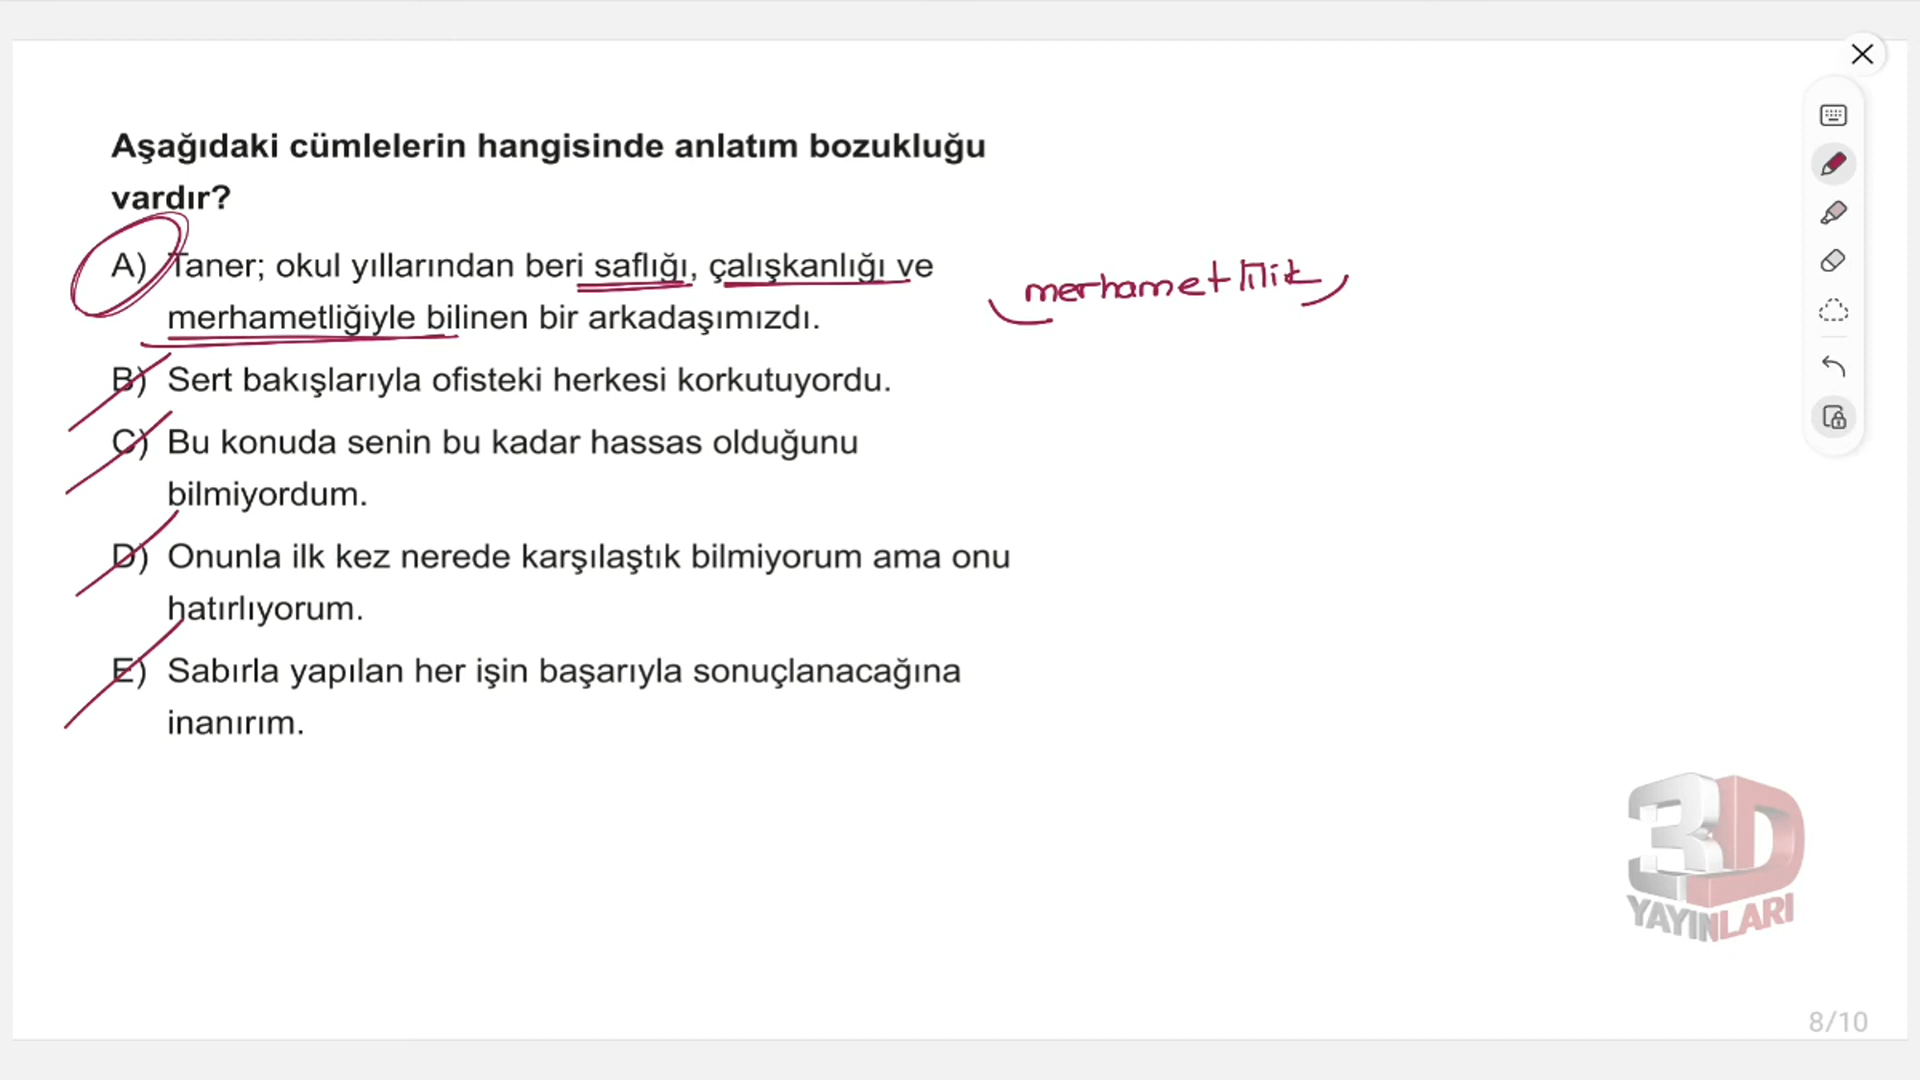 Aşağıdaki cümlelerin hangisinde anlatım bozukluğu
vardır?
A) Taner; okul yıllarından beri saflığı, çalışkanlığı ve
merhametliğiyle bilinen bir arkadaşımızdı.
merhametlilik
B) Sert bakışlarıyla ofisteki herkesi korkutuyordu.
C) Bu konuda senin bu kadar hassas olduğunu
bilmiyordum.
D) Onunla ilk kez nerede karşılaştık bilmiyorum ama onu
hatırlıyorum.
E) Sabırla yapılan her işin başarıyla sonuçlanacağına
inanırım.
3D
YAYINLARI
8/10